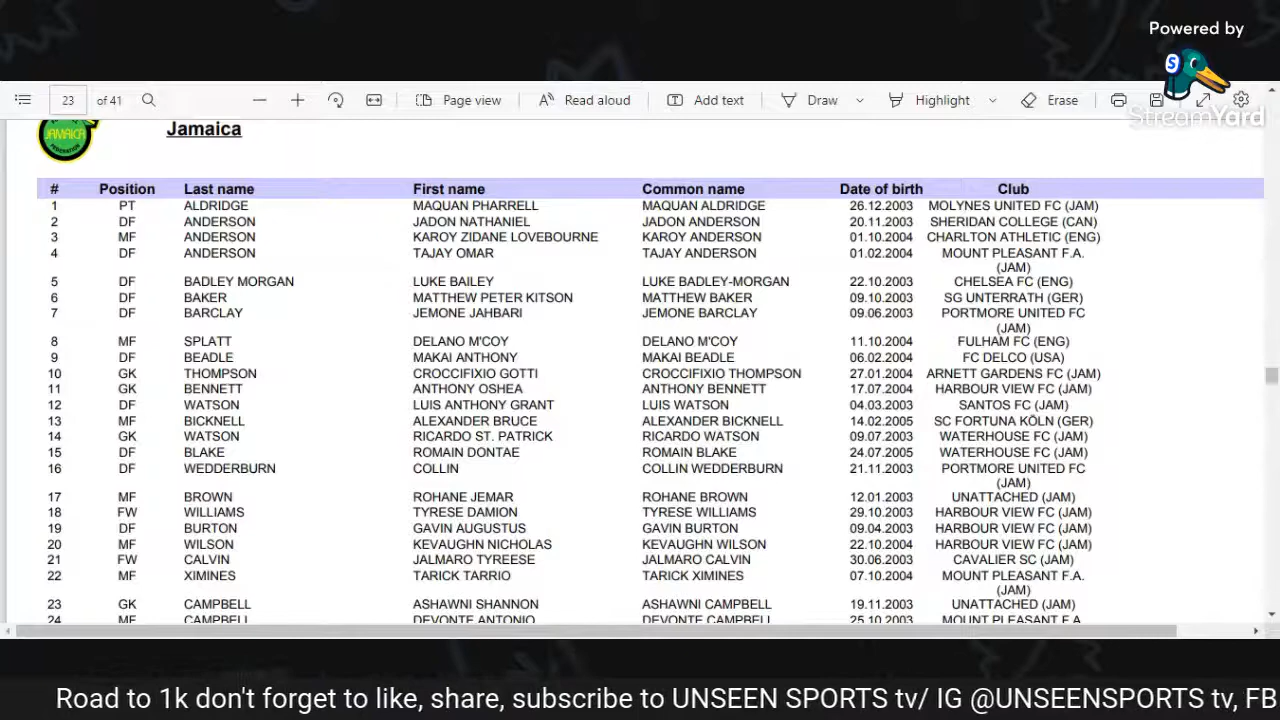 Powered by
S
StreamYard
23 of 41 Page view Read aloud Add text Draw Highlight Erase
JAMAICA
Jamaica
# Position Last name First name Common name Date of birth Club
1 PT ALDRIDGE MAQUAN PHARRELL MAQUAN ALDRIDGE 26.12.2003 MOLYNES UNITED FC (JAM)
2 DF ANDERSON JADON NATHANIEL JADON ANDERSON 20.11.2003 SHERIDAN COLLEGE (CAN)
3 MF ANDERSON KAROY ZIDANE LOVEBOURNE KAROY ANDERSON 01.10.2004 CHARLTON ATHLETIC (ENG)
4 DF ANDERSON TAJAY OMAR TAJAY ANDERSON 01.02.2004 MOUNT PLEASANT F.A.
(JAM)
5 DF BADLEY MORGAN LUKE BAILEY LUKE BADLEY-MORGAN 22.10.2003 CHELSEA FC (ENG)
6 DF BAKER MATTHEW PETER KITSON MATTHEW BAKER 09.10.2003 SG UNTERRATH (GER)
7 DF BARCLAY JEMONE JAHBARI JEMONE BARCLAY 09.06.2003 PORTMORE UNITED FC
(JAM)
8 MF SPLATT DELANO M'COY DELANO M'COY 11.10.2004 FULHAM FC (ENG)
9 DF BEADLE MAKAI ANTHONY MAKAI BEADLE 06.02.2004 FC DELCO (USA)
10 GK THOMPSON CROCCIFIXIO GOTTI CROCCIFIXIO THOMPSON 27.01.2004 ARNETT GARDENS FC (JAM)
11 GK BENNETT ANTHONY OSHEA ANTHONY BENNETT 17.07.2004 HARBOUR VIEW FC (JAM)
12 DF WATSON LUIS ANTHONY GRANT LUIS WATSON 04.03.2003 SANTOS FC (JAM)
13 MF BICKNELL ALEXANDER BRUCE ALEXANDER BICKNELL 14.02.2005 SC FORTUNA KÖLN (GER)
14 GK WATSON RICARDO ST. PATRICK RICARDO WATSON 09.07.2003 WATERHOUSE FC (JAM)
15 DF BLAKE ROMAIN DONTAE ROMAIN BLAKE 24.07.2005 WATERHOUSE FC (JAM)
16 DF WEDDERBURN COLLIN COLLIN WEDDERBURN 21.11.2003 PORTMORE UNITED FC
(JAM)
17 MF BROWN ROHANE JEMAR ROHANE BROWN 12.01.2003 UNATTACHED (JAM)
18 FW WILLIAMS TYRESE DAMION TYRESE WILLIAMS 29.10.2003 HARBOUR VIEW FC (JAM)
19 DF BURTON GAVIN AUGUSTUS GAVIN BURTON 09.04.2003 HARBOUR VIEW FC (JAM)
20 MF WILSON KEVAUGHN NICHOLAS KEVAUGHN WILSON 22.10.2004 HARBOUR VIEW FC (JAM)
21 FW CALVIN JALMARO TYREESE JALMARO CALVIN 30.06.2003 CAVALIER SC (JAM)
22 MF XIMINES TARICK TARRIO TARICK XIMINES 07.10.2004 MOUNT PLEASANT F.A.
(JAM)
23 GK CAMPBELL ASHAWNI SHANNON ASHAWNI CAMPBELL 19.11.2003 UNATTACHED (JAM)
24 MF CAMPBELL DEVONTE ANTONIO DEVONTE CAMPBELL 25.10.2003 MOUNT PLEASANT F.A.
Road to 1k don't forget to like, share, subscribe to UNSEEN SPORTS tv/ IG @UNSEENSPORTS tv, FB